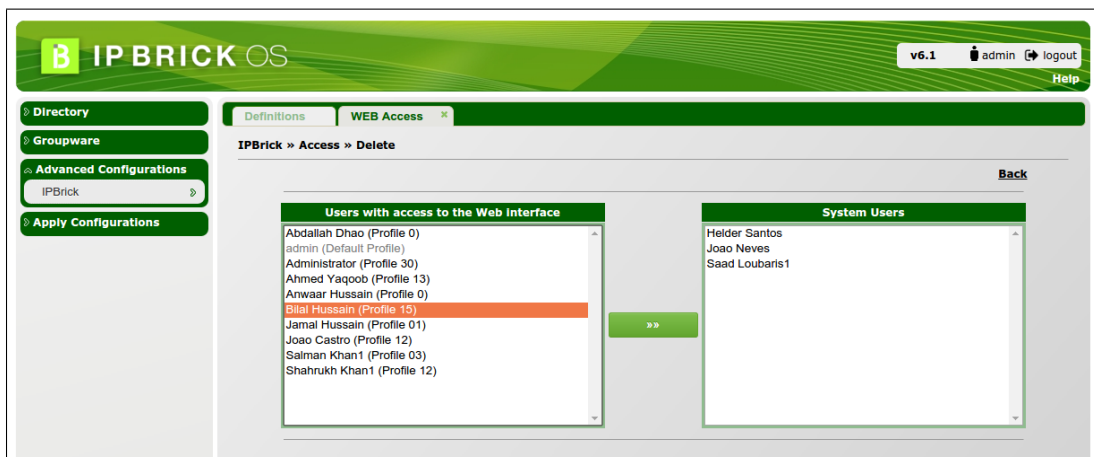 IPBRICK OS
v6.1 admin logout
Help
Directory
Groupware
Advanced Configurations
IPBrick
Apply Configurations
Definitions WEB Access ×
IPBrick » Access » Delete
Back
Users with access to the Web interface
Abdallah Dhao (Profile 0)
admin (Default Profile)
Administrator (Profile 30)
Ahmed Yaqoob (Profile 13)
Anwaar Hussain (Profile 0)
Bilal Hussain (Profile 15)
Jamal Hussain (Profile 01)
Joao Castro (Profile 12)
Salman Khan1 (Profile 03)
Shahrukh Khan1 (Profile 12)
»»
System Users
Helder Santos
Joao Neves
Saad Loubaris1